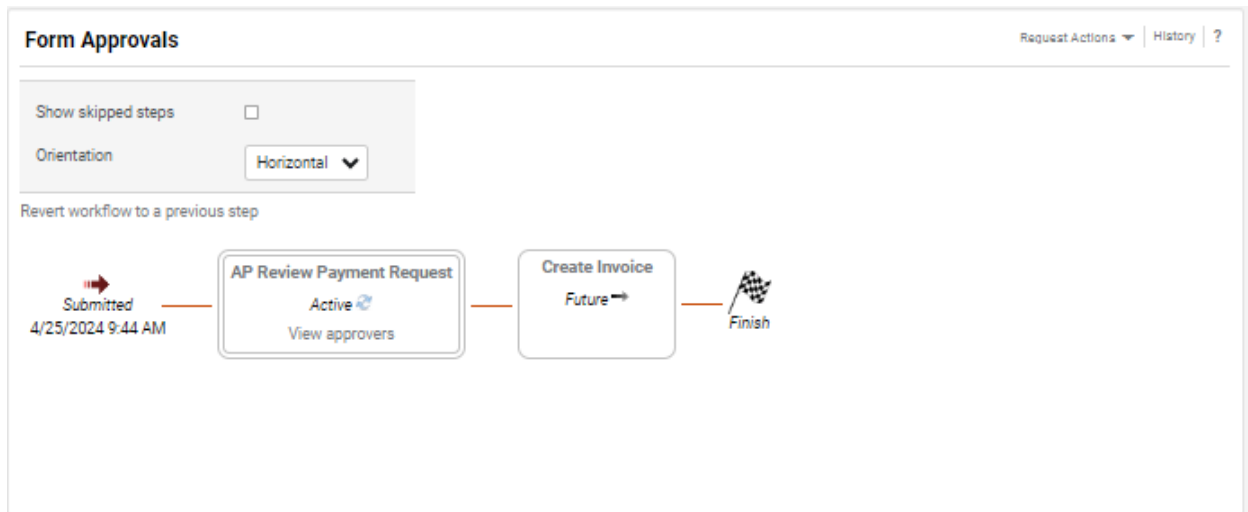 Form Approvals
Request Actions History ?
Show skipped steps
Orientation
Horizontal
Revert workflow to a previous step
Submitted
4/25/2024 9:44 AM
AP Review Payment Request
Active
View approvers
Create Invoice
Future
Finish